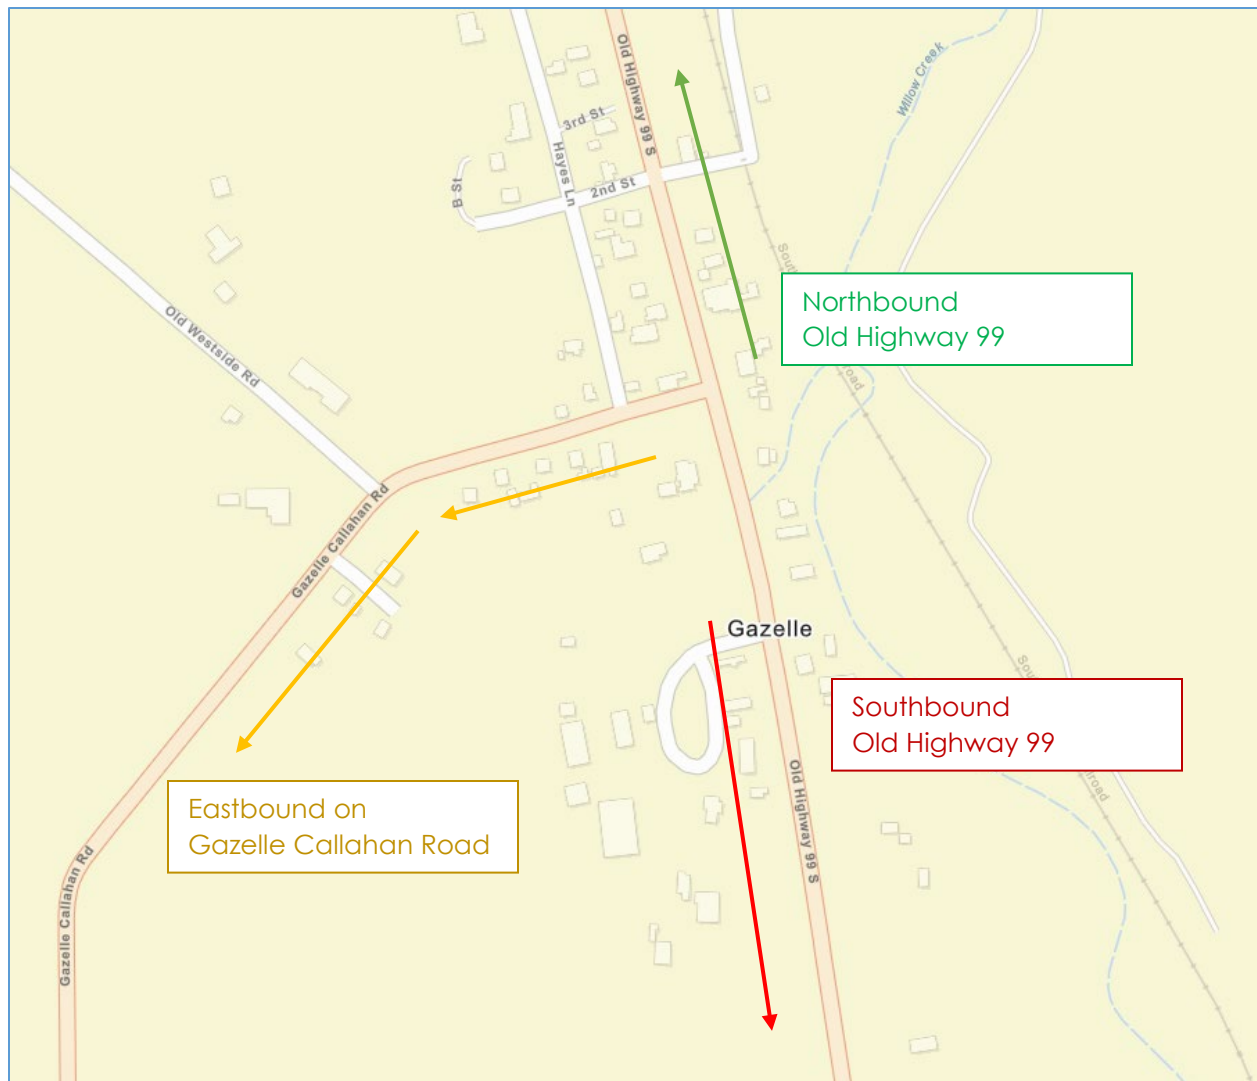 Old Highway 99 S
Willow Creek
3rd St
Hayes Ln
2nd St
B St
Northbound
Old Highway 99
Old Westside Rd
Gazelle Callahan Rd
Gazelle
Southbound
Old Highway 99
Old Highway 99 S
Eastbound on
Gazelle Callahan Road
Gazelle Callahan Rd